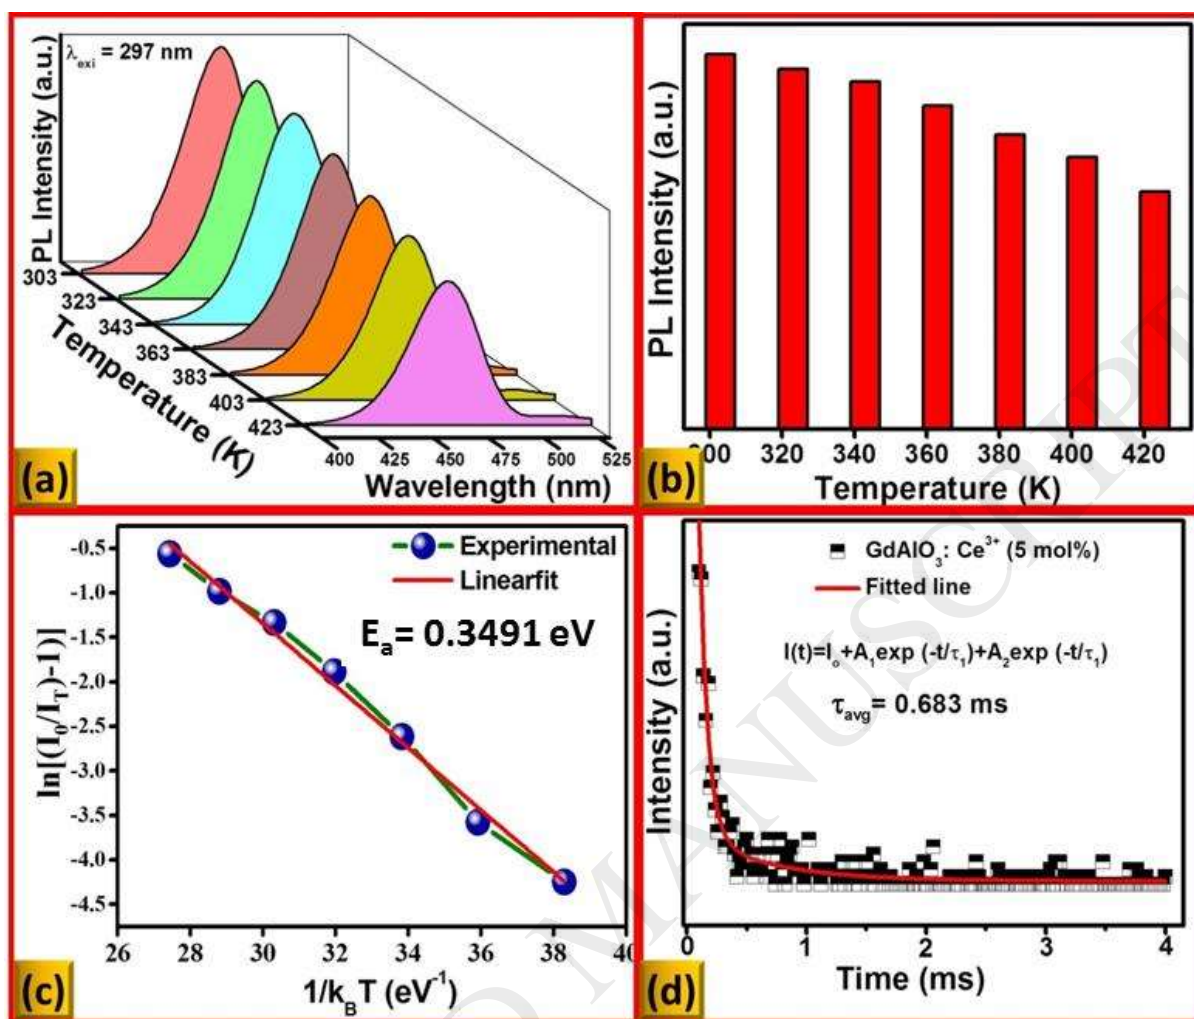 λexi = 297 nm
PL Intensity (a.u.)
303
323
343
363
383
403
423
Temperature (K)
400
425
450
475
500
525
Wavelength (nm)
(a)
PL Intensity (a.u.)
300 320 340 360 380 400 420
Temperature (K)
(b)
-0.5
-1.0
-1.5
-2.0
-2.5
-3.0
-3.5
-4.0
-4.5
ln[(I0/IT)-1)]
Experimental
Linearfit
Ea= 0.3491 eV
26 28 30 32 34 36 38 40
1/kBT (eV-1)
(c)
Intensity (a.u.)
GdAlO3: Ce3+ (5 mol%)
Fitted line
I(t)=Io+A1exp (-t/τ1)+A2exp (-t/τ1)
τavg= 0.683 ms
0 1 2 3 4
Time (ms)
(d)
MANUSCRIPT